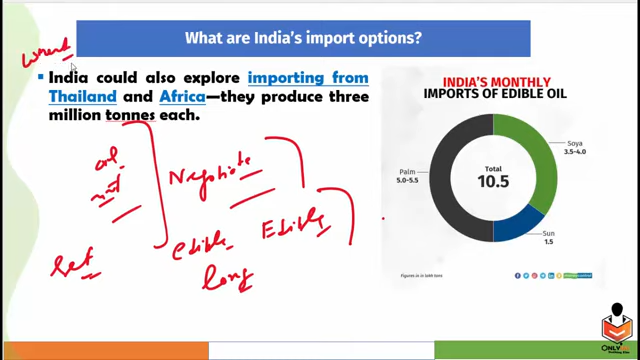 What are India's import options?
India could also explore importing from
Thailand and Africa—they produce three
million tonnes each.
oil
Negotiate
Edible
edible
long
INDIA'S MONTHLY
IMPORTS OF EDIBLE OIL
Soya
3.5-4.0
Palm
5.0-5.5
Total
10.5
Sun
1.5
Figures in in lakh tons